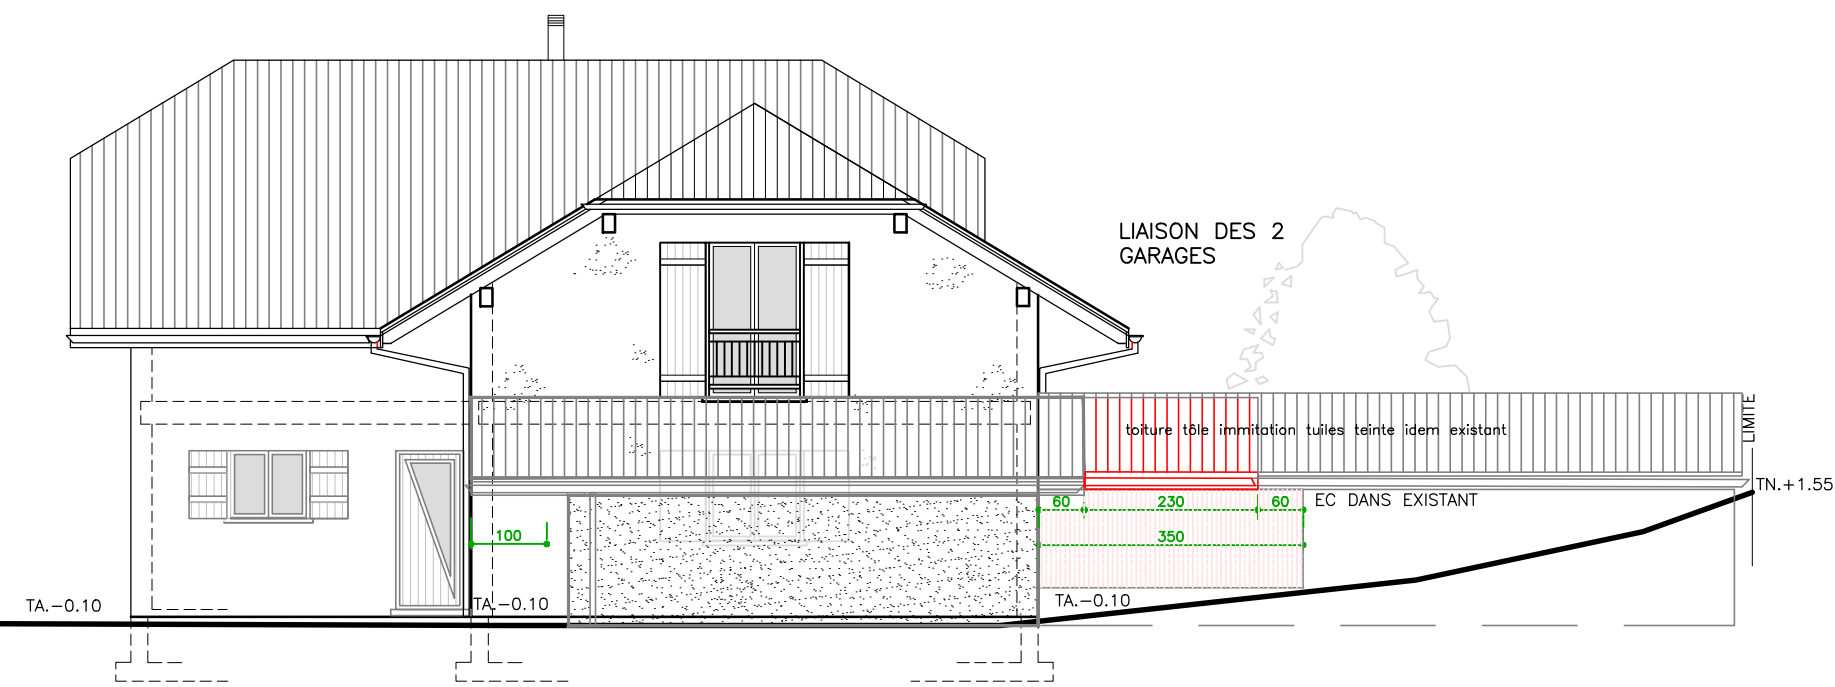 LIAISON DES 2
GARAGES
LIMITE
toiture tôle immitation tuiles teinte idem existant
TN.+1.55
60
230
60
EC DANS EXISTANT
100
350
TA.-0.10
TA.-0.10
TA.-0.10